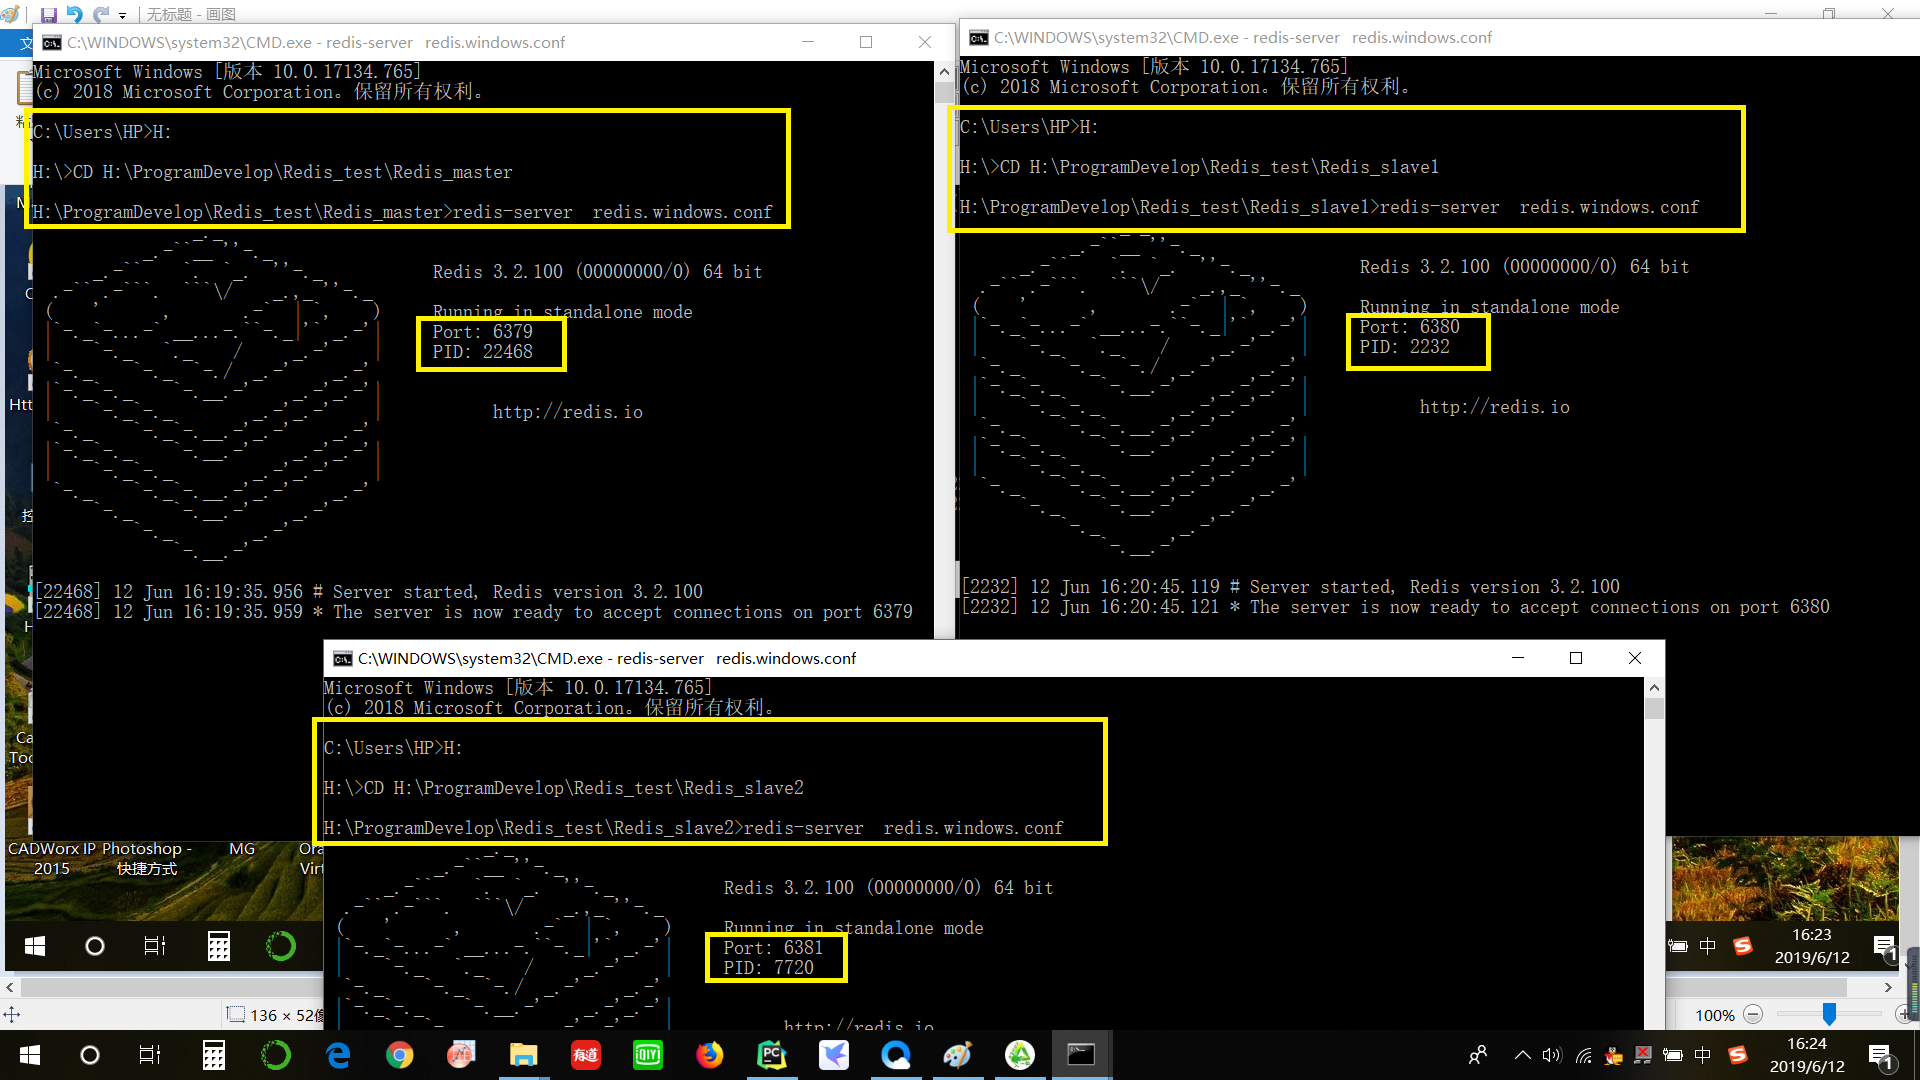 无标题 - 画图
文
C:\WINDOWS\system32\CMD.exe - redis-server redis.windows.conf
Microsoft Windows [版本 10.0.17134.765]
(c) 2018 Microsoft Corporation。保留所有权利。
C:\Users\HP>H:
H:\>CD H:\ProgramDevelop\Redis_test\Redis_master
H:\ProgramDevelop\Redis_test\Redis_master>redis-server redis.windows.conf
Redis 3.2.100 (00000000/0) 64 bit
Running in standalone mode
Port: 6379
PID: 22468
http://redis.io
[22468] 12 Jun 16:19:35.956 # Server started, Redis version 3.2.100
[22468] 12 Jun 16:19:35.959 * The server is now ready to accept connections on port 6379
C:\WINDOWS\system32\CMD.exe - redis-server redis.windows.conf
Microsoft Windows [版本 10.0.17134.765]
(c) 2018 Microsoft Corporation。保留所有权利。
C:\Users\HP>H:
H:\>CD H:\ProgramDevelop\Redis_test\Redis_slave1
H:\ProgramDevelop\Redis_test\Redis_slave1>redis-server redis.windows.conf
Redis 3.2.100 (00000000/0) 64 bit
Running in standalone mode
Port: 6380
PID: 2232
http://redis.io
[2232] 12 Jun 16:20:45.119 # Server started, Redis version 3.2.100
[2232] 12 Jun 16:20:45.121 * The server is now ready to accept connections on port 6380
C:\WINDOWS\system32\CMD.exe - redis-server redis.windows.conf
Microsoft Windows [版本 10.0.17134.765]
(c) 2018 Microsoft Corporation。保留所有权利。
C:\Users\HP>H:
H:\>CD H:\ProgramDevelop\Redis_test\Redis_slave2
H:\ProgramDevelop\Redis_test\Redis_slave2>redis-server redis.windows.conf
Redis 3.2.100 (00000000/0) 64 bit
Running in standalone mode
Port: 6381
PID: 7720
http://redis.io
Htt
控
Ca
Too
CADWorx IP
2015
Photoshop -
快捷方式
MG
Ora
Virt
中
16:23
2019/6/12
1
136 × 52像
100%
有道
iQIYI
PC
中
16:24
2019/6/12
1